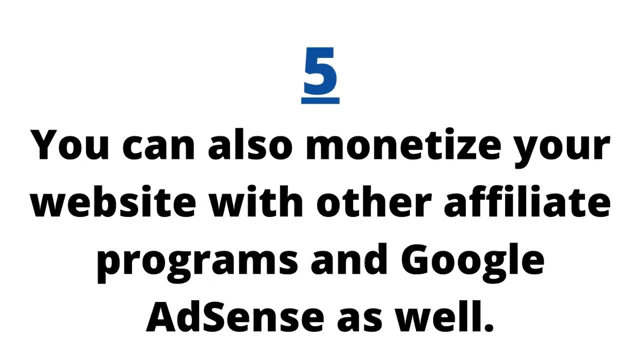 5
You can also monetize your
website with other affiliate
programs and Google
AdSense as well.